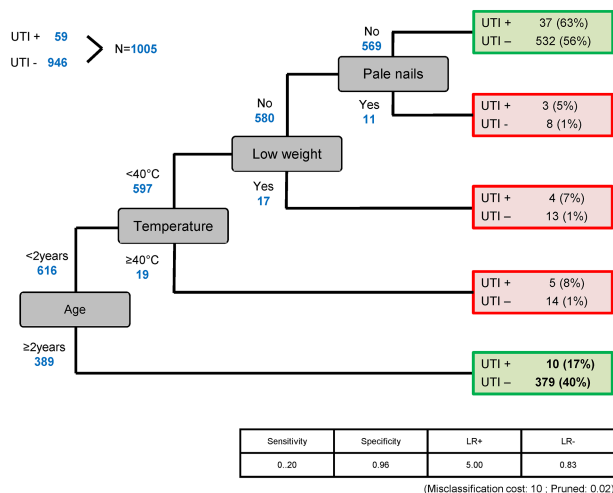 UTI + 59
UTI - 946
N=1005
No
569
UTI + 37 (63%)
UTI – 532 (56%)
Pale nails
Yes
11
UTI + 3 (5%)
UTI - 8 (1%)
No
580
Low weight
Yes
17
UTI + 4 (7%)
UTI – 13 (1%)
<40°C
597
Temperature
≥40°C
19
UTI + 5 (8%)
UTI – 14 (1%)
<2years
616
Age
≥2years
389
UTI + 10 (17%)
UTI – 379 (40%)
Sensitivity Specificity LR+ LR-
0..20 0.96 5.00 0.83
(Misclassification cost: 10 ; Pruned: 0.02)